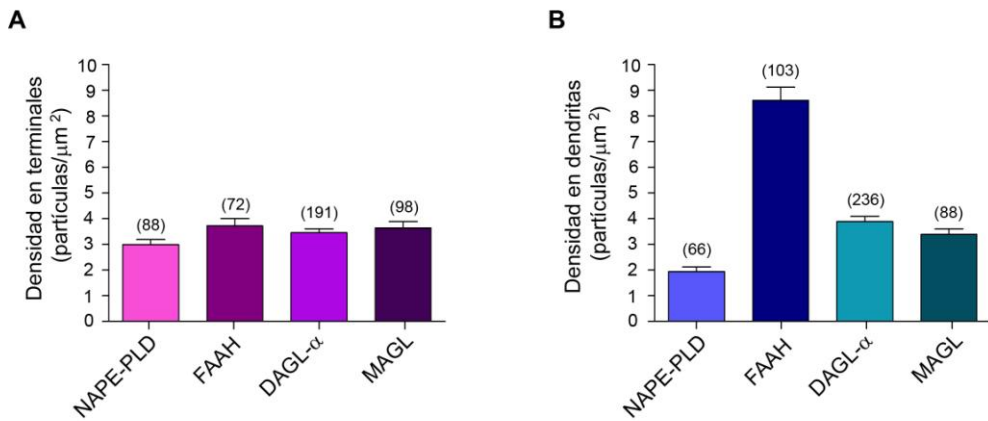 A
Densidad en terminales
(partículas/μm²)
10
9
8
7
6
5
4
3
2
1
0
(88)
(72)
(191)
(98)
NAPE-PLD
FAAH
DAGL-α
MAGL
B
Densidad en dendritas
(partículas/μm²)
10
9
8
7
6
5
4
3
2
1
0
(66)
(103)
(236)
(88)
NAPE-PLD
FAAH
DAGL-α
MAGL